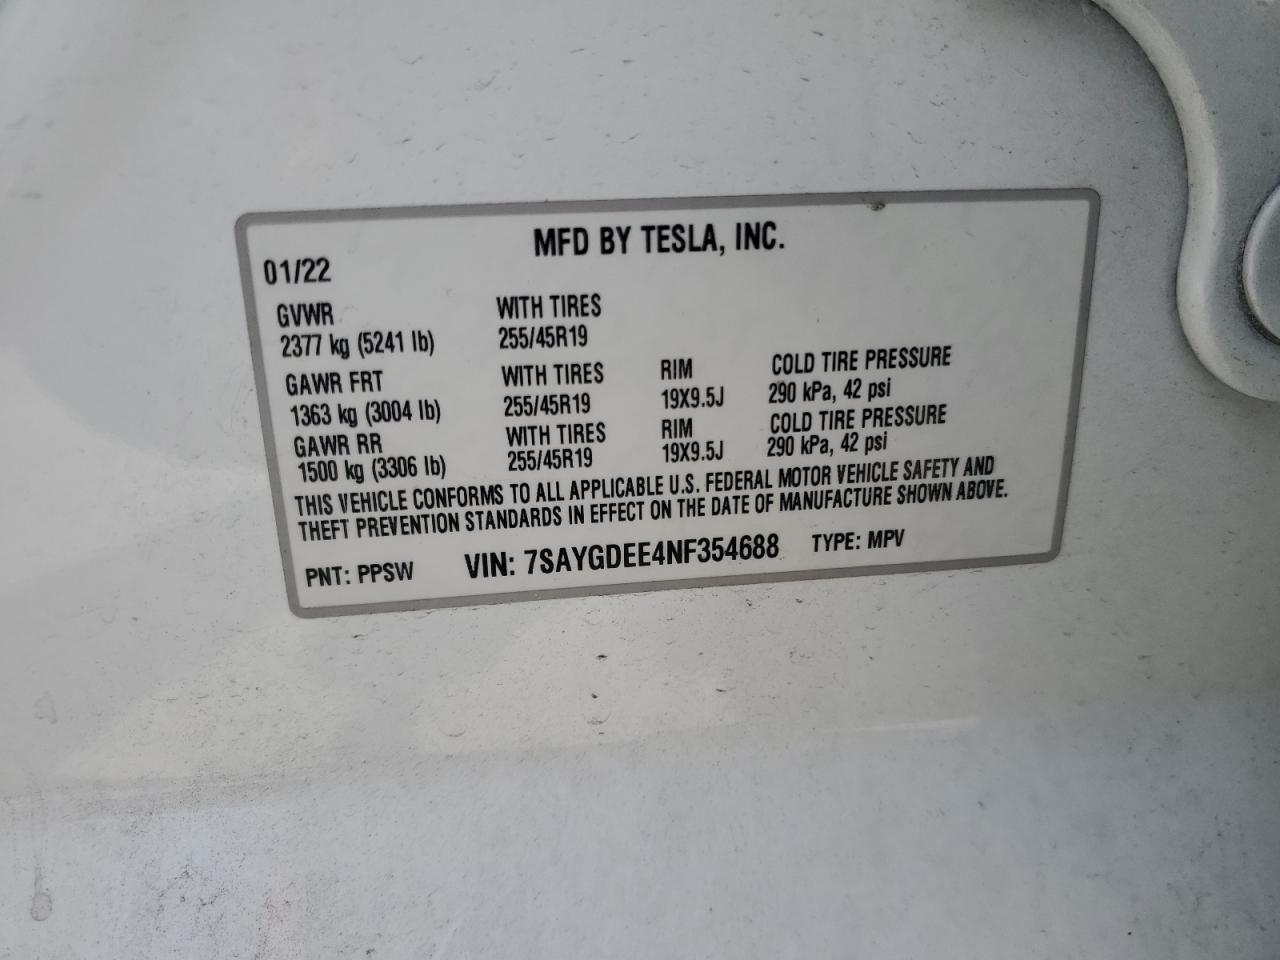 MFD BY TESLA, INC.
01/22
GVWR WITH TIRES
2377 kg (5241 lb) 255/45R19
GAWR FRT WITH TIRES RIM COLD TIRE PRESSURE
1363 kg (3004 lb) 255/45R19 19X9.5J 290 kPa, 42 psi
GAWR RR WITH TIRES RIM COLD TIRE PRESSURE
1500 kg (3306 lb) 255/45R19 19X9.5J 290 kPa, 42 psi
THIS VEHICLE CONFORMS TO ALL APPLICABLE U.S. FEDERAL MOTOR VEHICLE SAFETY AND
THEFT PREVENTION STANDARDS IN EFFECT ON THE DATE OF MANUFACTURE SHOWN ABOVE.
PNT: PPSW VIN: 7SAYGDEE4NF354688 TYPE: MPV